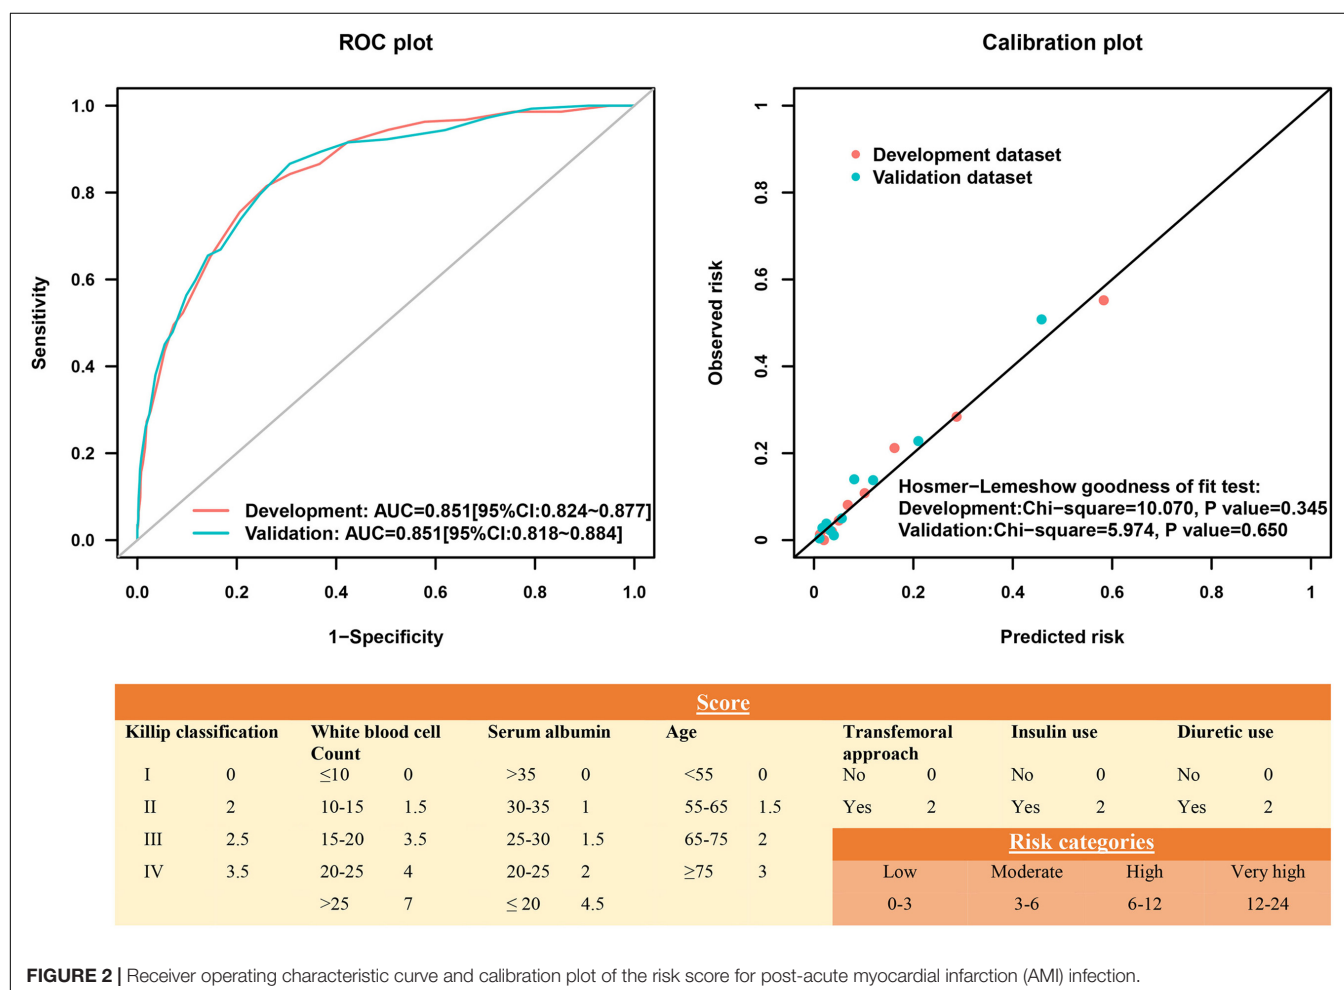 ROC plot
1.0
0.8
0.6
0.4
0.2
0.0
Sensitivity
Development: AUC=0.851[95%CI:0.824~0.877]
Validation: AUC=0.851[95%CI:0.818~0.884]
0.0 0.2 0.4 0.6 0.8 1.0
1−Specificity
Calibration plot
1
0.8
0.6
0.4
0.2
0
Observed risk
Development dataset
Validation dataset
Hosmer−Lemeshow goodness of fit test:
Development:Chi−square=10.070, P value=0.345
Validation:Chi−square=5.974, P value=0.650
0 0.2 0.4 0.6 0.8 1
Predicted risk
Score
Killip classification White blood cell Serum albumin Age Transfemoral Insulin use Diuretic use
Count approach
I 0 ≤10 0 >35 0 <55 0 No 0 No 0 No 0
II 2 10-15 1.5 30-35 1 55-65 1.5 Yes 2 Yes 2 Yes 2
III 2.5 15-20 3.5 25-30 1.5 65-75 2 Risk categories
IV 3.5 20-25 4 20-25 2 ≥75 3 Low Moderate High Very high
>25 7 ≤ 20 4.5 0-3 3-6 6-12 12-24
FIGURE 2 | Receiver operating characteristic curve and calibration plot of the risk score for post-acute myocardial infarction (AMI) infection.